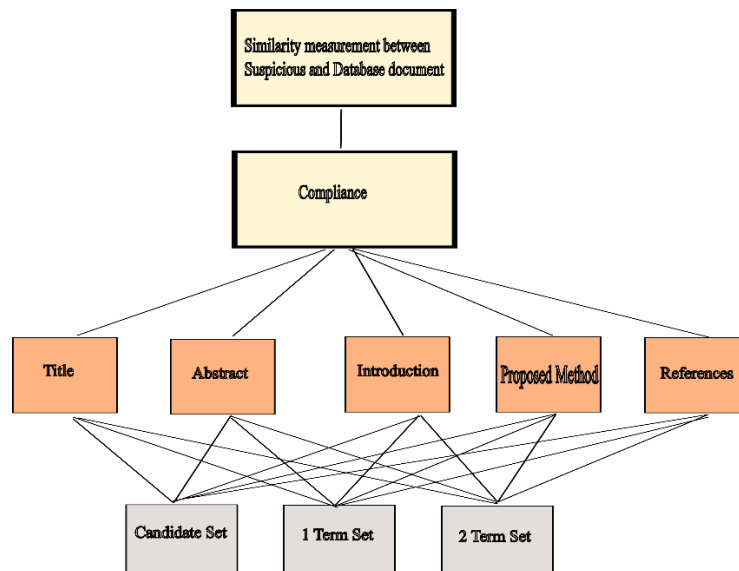 Similarity measurement between
Suspicious and Database document
Compliance
Title
Abstract
Introduction
Proposed Method
References
Candidate Set
1 Term Set
2 Term Set